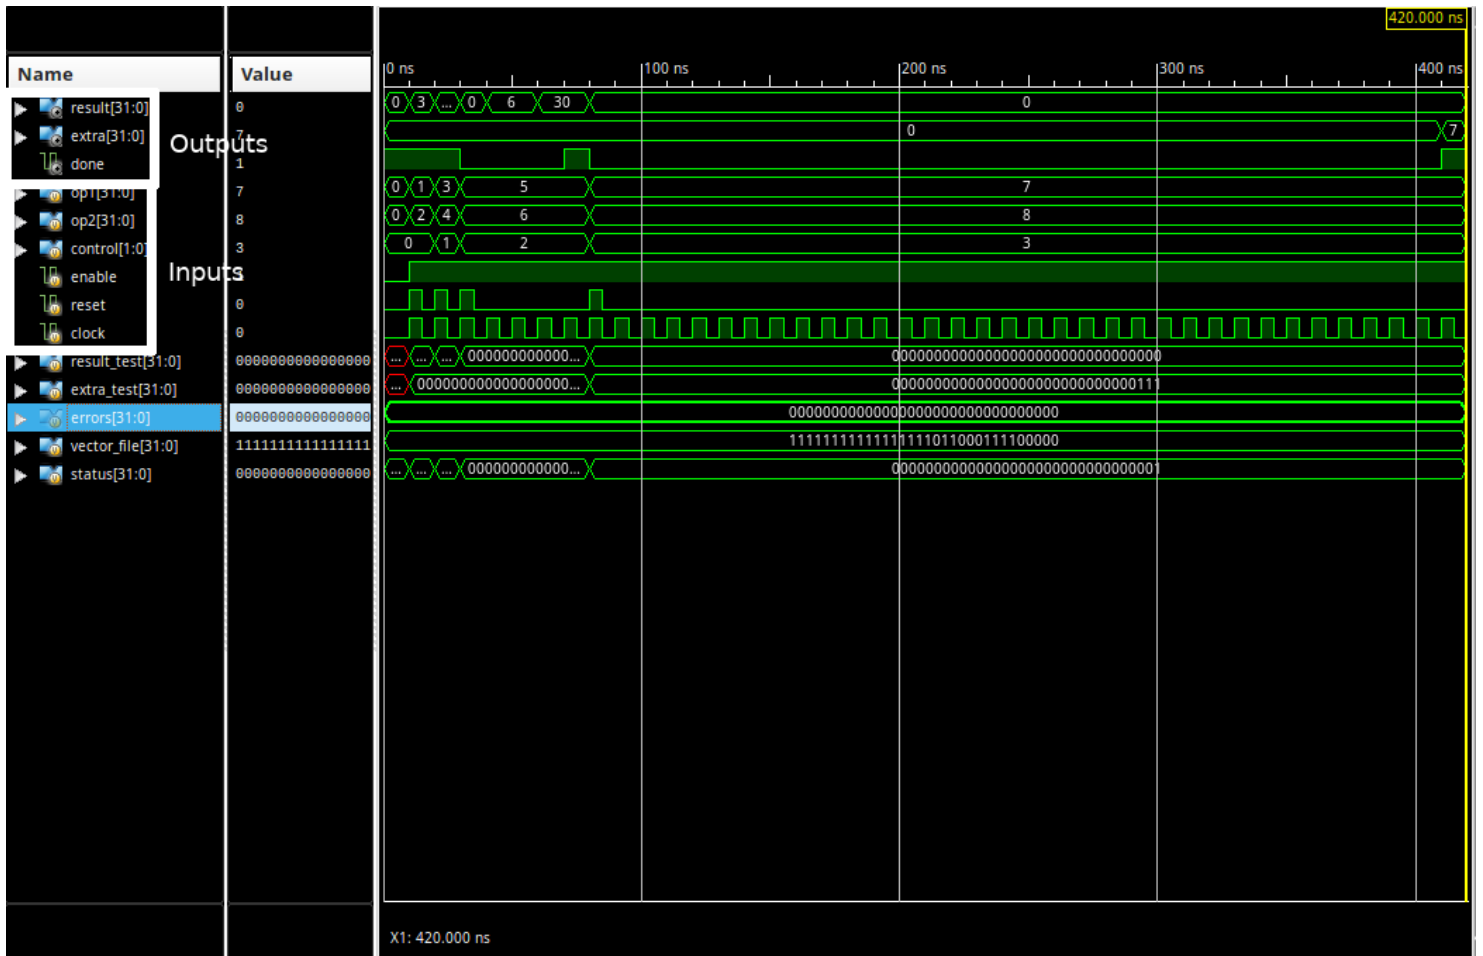 420.000 ns
Name Value 0 ns 100 ns 200 ns 300 ns 400 ns
result[31:0] 0 0 3 ... 0 6 30 0
extra[31:0] 7 0 7
Outputs
done 1
op1[31:0] 7 0 1 3 5 7
op2[31:0] 8 0 2 4 6 8
control[1:0] 3 0 1 2 3
Inputs
enable
reset 0
clock 0
result_test[31:0] 0000000000000000 ... ... ... 000000000000... 00000000000000000000000000000000
extra_test[31:0] 0000000000000000 ... 0000000000000000... 00000000000000000000000000000111
errors[31:0] 0000000000000000 00000000000000000000000000000000
vector_file[31:0] 1111111111111111 11111111111111111011000111100000
status[31:0] 0000000000000000 ... ... ... 000000000000... 00000000000000000000000000000001
X1: 420.000 ns